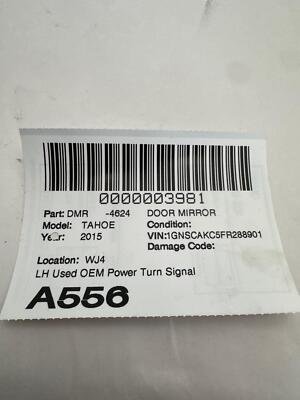 0000003981
Part: DMR -4624 DOOR MIRROR
Model: TAHOE Condition:
Year: 2015 VIN:1GNSCAKC5FR288901
Damage Code:
Location: WJ4
LH Used OEM Power Turn Signal
A556